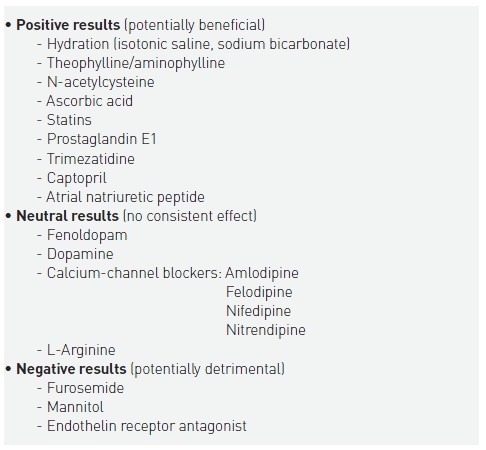 • Positive results (potentially beneficial)
- Hydration (isotonic saline, sodium bicarbonate)
- Theophylline/aminophylline
- N-acetylcysteine
- Ascorbic acid
- Statins
- Prostaglandin E1
- Trimezatidine
- Captopril
- Atrial natriuretic peptide
• Neutral results (no consistent effect)
- Fenoldopam
- Dopamine
- Calcium-channel blockers: Amlodipine
Felodipine
Nifedipine
Nitrendipine
- L-Arginine
• Negative results (potentially detrimental)
- Furosemide
- Mannitol
- Endothelin receptor antagonist